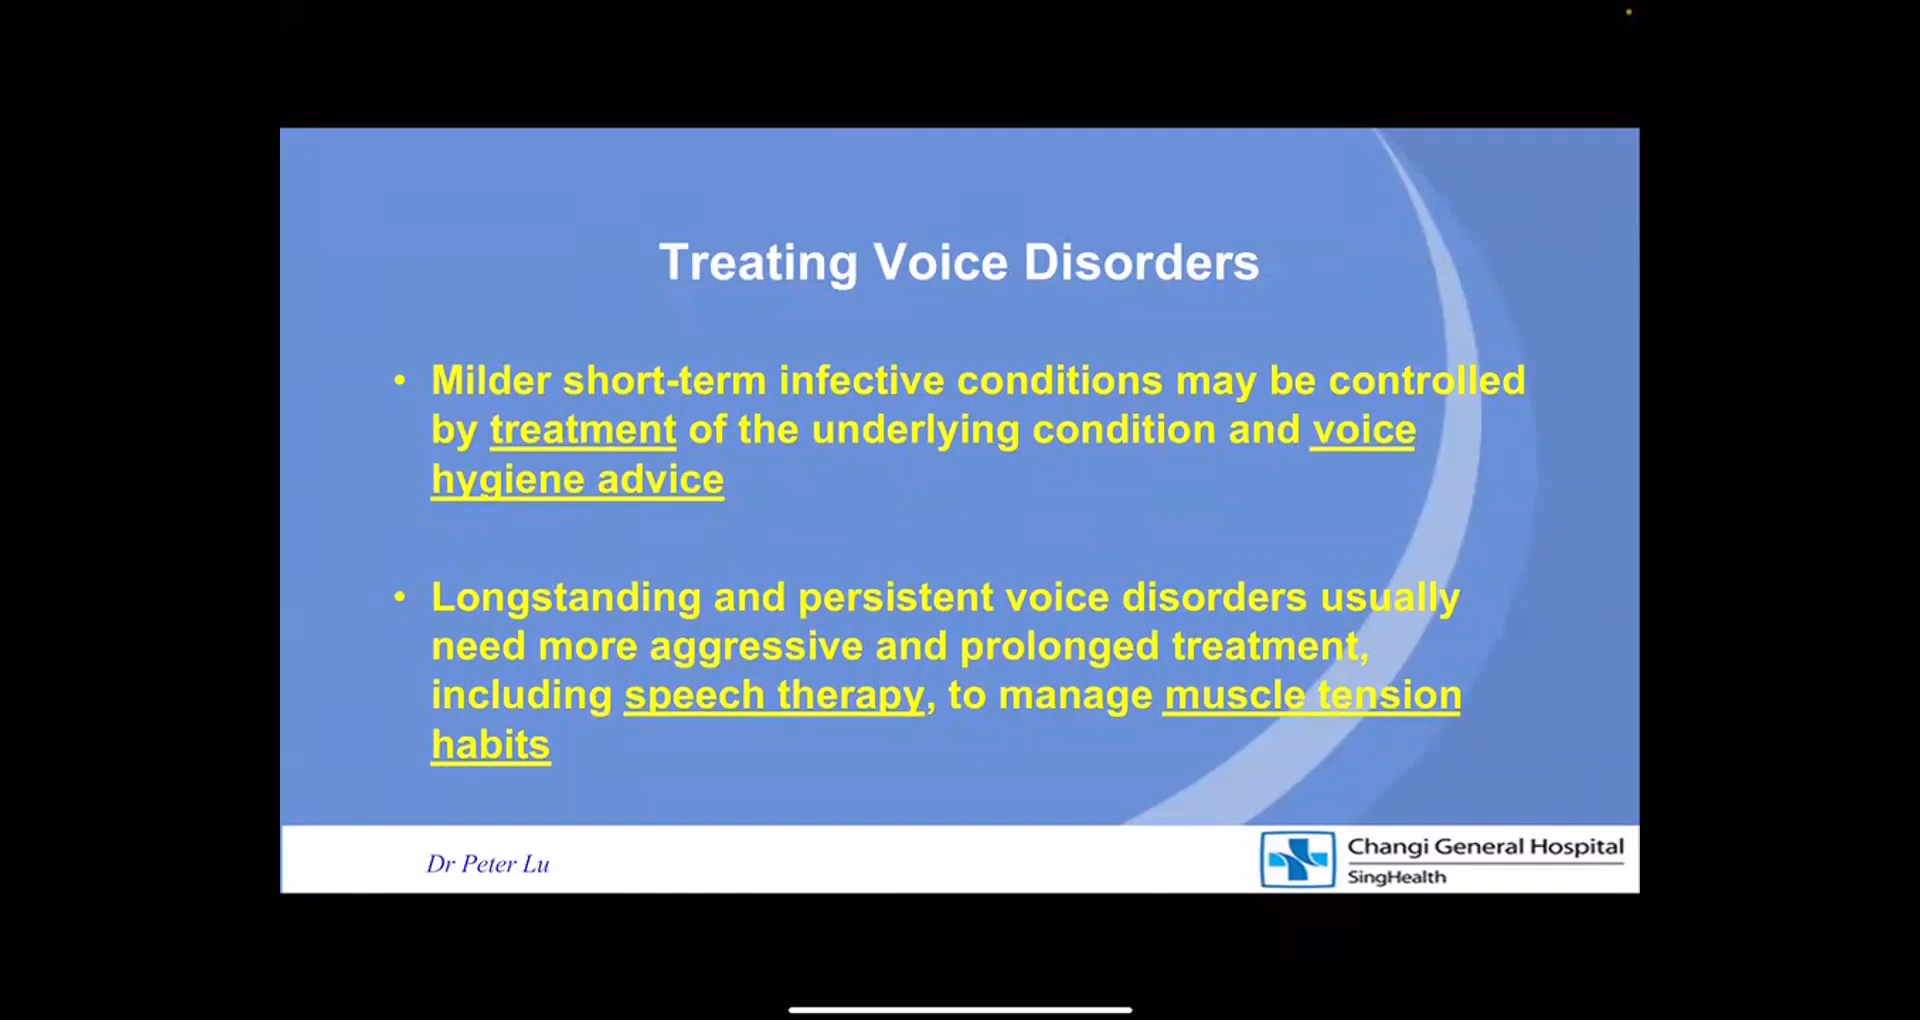 Treating Voice Disorders
• Milder short-term infective conditions may be controlled
by treatment of the underlying condition and voice
hygiene advice
• Longstanding and persistent voice disorders usually
need more aggressive and prolonged treatment,
including speech therapy, to manage muscle tension
habits
Dr Peter Lu
Changi General Hospital
SingHealth